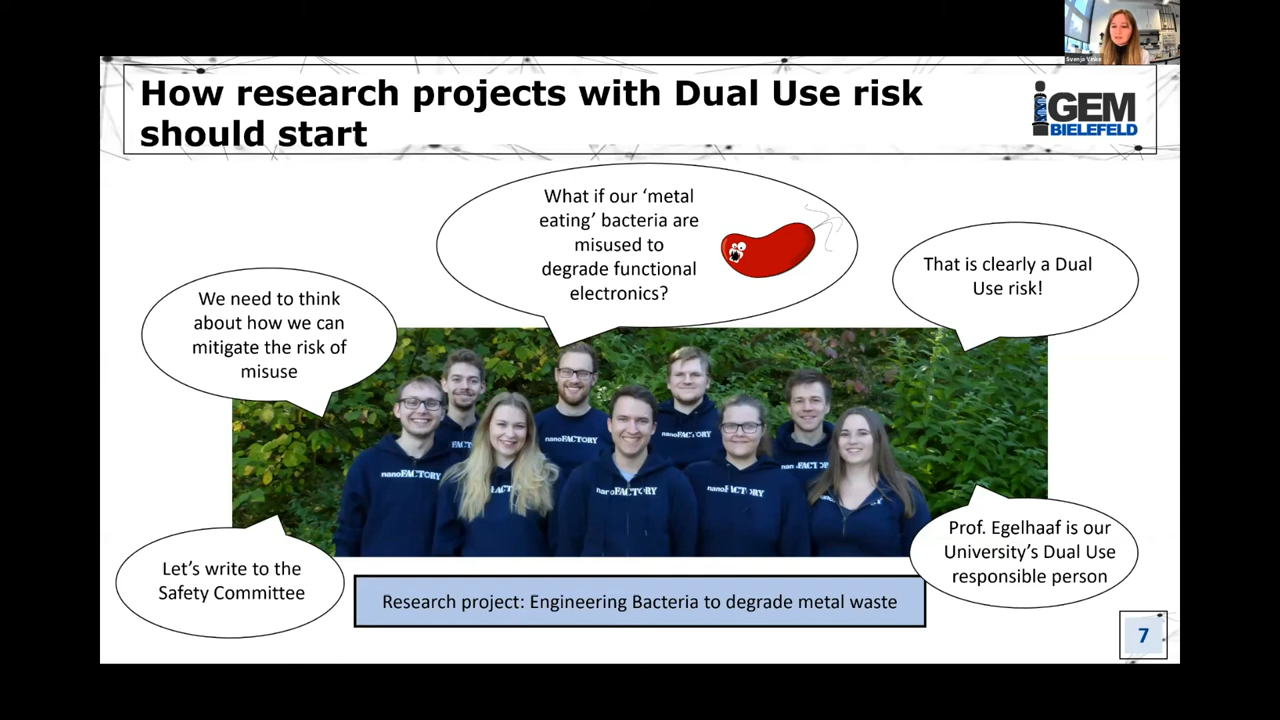 Svenja Vinke
How research projects with Dual Use risk
should start
iGEM
BIELEFELD
What if our ‘metal
eating’ bacteria are
misused to
degrade functional
electronics?
That is clearly a Dual
Use risk!
We need to think
about how we can
mitigate the risk of
misuse
nanoFACTORY
nanoFACTORY
nanoFACTORY
nanoFACTORY
nanoFACTORY
Prof. Egelhaaf is our
University’s Dual Use
responsible person
Let’s write to the
Safety Committee
Research project: Engineering Bacteria to degrade metal waste
7